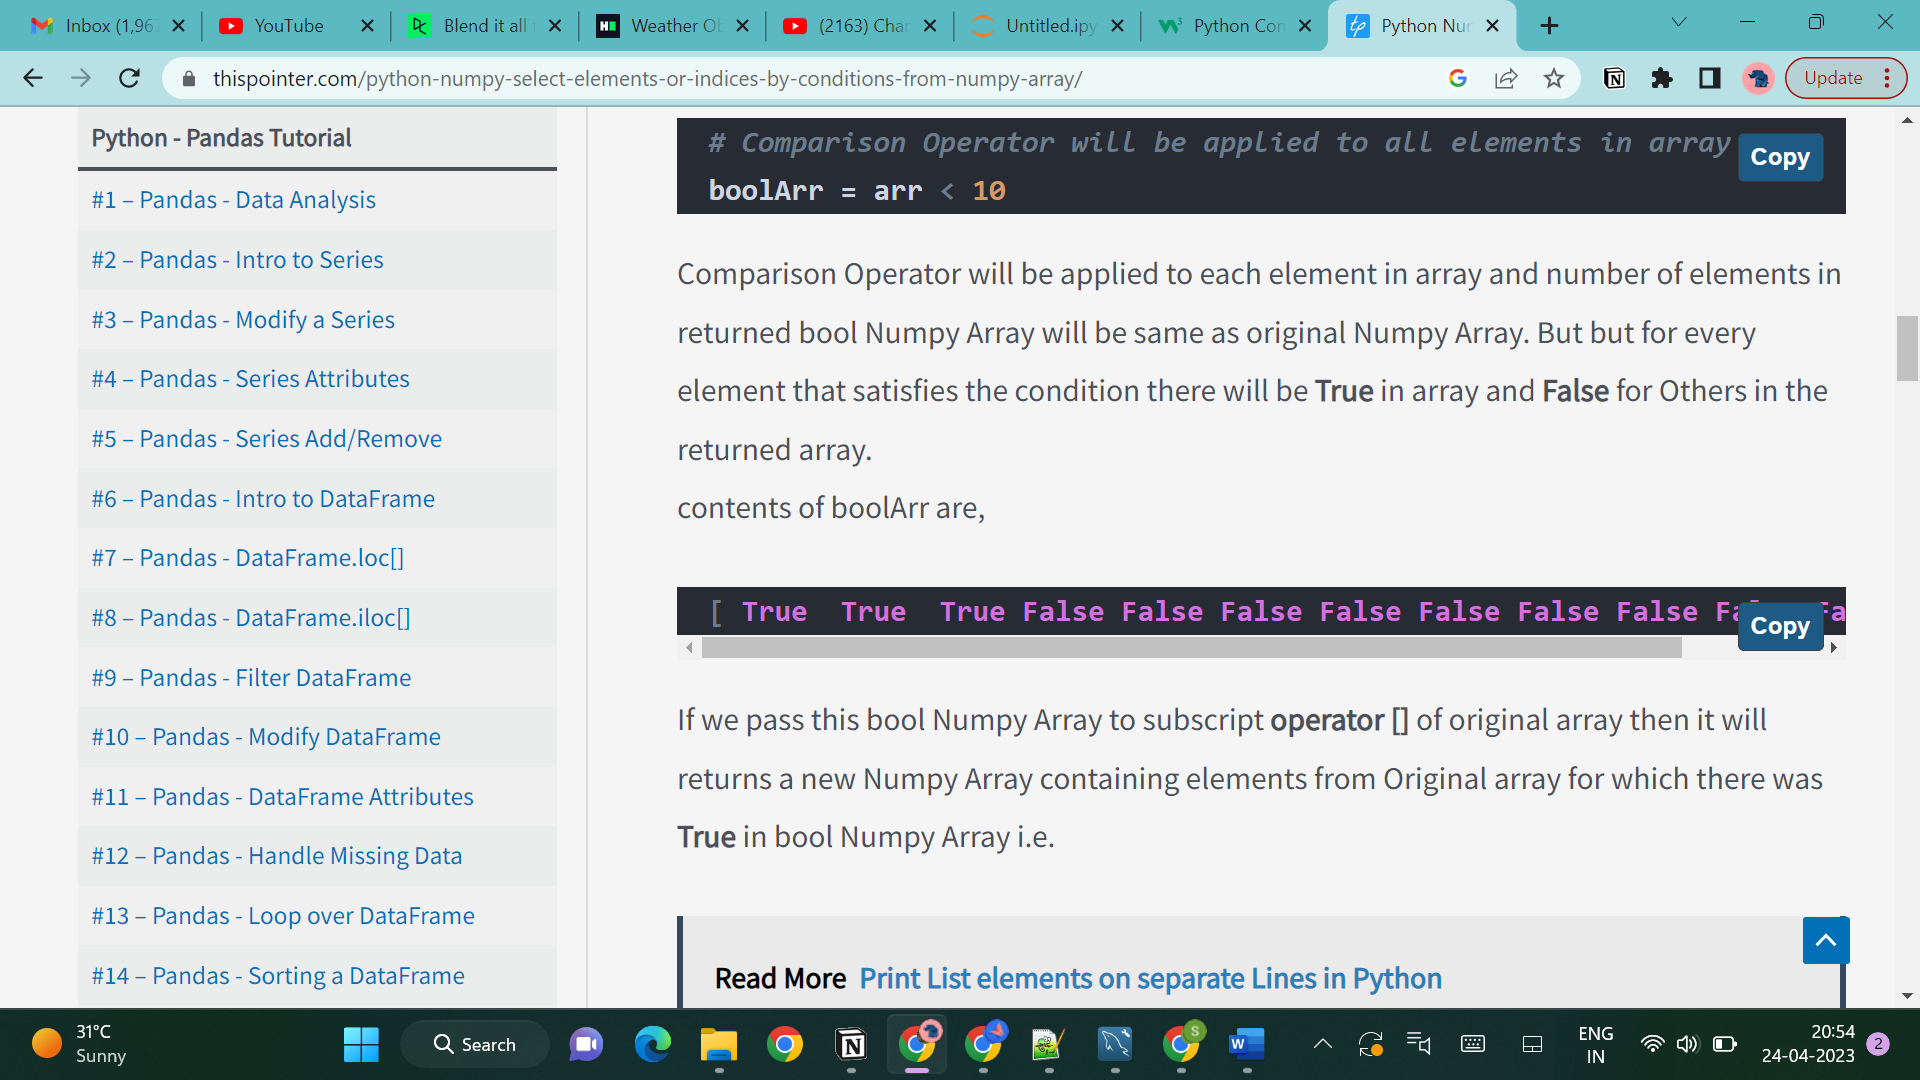 Inbox (1,967
YouTube
Blend it all
Weather Ob
(2163) Char
Untitled.ipy
Python Con
Python Num
thispointer.com/python-numpy-select-elements-or-indices-by-conditions-from-numpy-array/
Update
Python - Pandas Tutorial
#1 – Pandas - Data Analysis
#2 – Pandas - Intro to Series
#3 – Pandas - Modify a Series
#4 – Pandas - Series Attributes
#5 – Pandas - Series Add/Remove
#6 – Pandas - Intro to DataFrame
#7 – Pandas - DataFrame.loc[]
#8 – Pandas - DataFrame.iloc[]
#9 – Pandas - Filter DataFrame
#10 – Pandas - Modify DataFrame
#11 – Pandas - DataFrame Attributes
#12 – Pandas - Handle Missing Data
#13 – Pandas - Loop over DataFrame
#14 – Pandas - Sorting a DataFrame
# Comparison Operator will be applied to all elements in array
Copy
boolArr = arr < 10
Comparison Operator will be applied to each element in array and number of elements in
returned bool Numpy Array will be same as original Numpy Array. But but for every
element that satisfies the condition there will be True in array and False for Others in the
returned array.
contents of boolArr are,
[ True True True False False False False False False False Fa
Copy
If we pass this bool Numpy Array to subscript operator [] of original array then it will
returns a new Numpy Array containing elements from Original array for which there was
True in bool Numpy Array i.e.
Read More Print List elements on separate Lines in Python
31°C
Sunny
Search
ENG
IN
20:54
24-04-2023
2